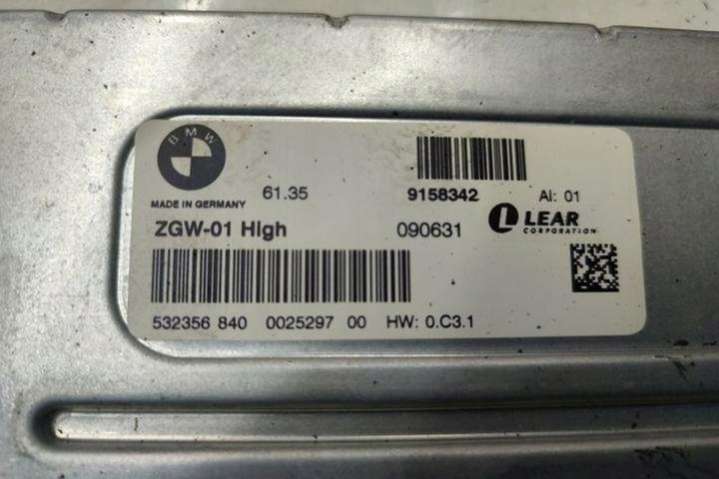 BMW
MADE IN GERMANY
61.35
9158342
AI: 01
ZGW-01 High
090631
LEAR
CORPORATION
532356 840 0025297 00 HW: 0.C3.1